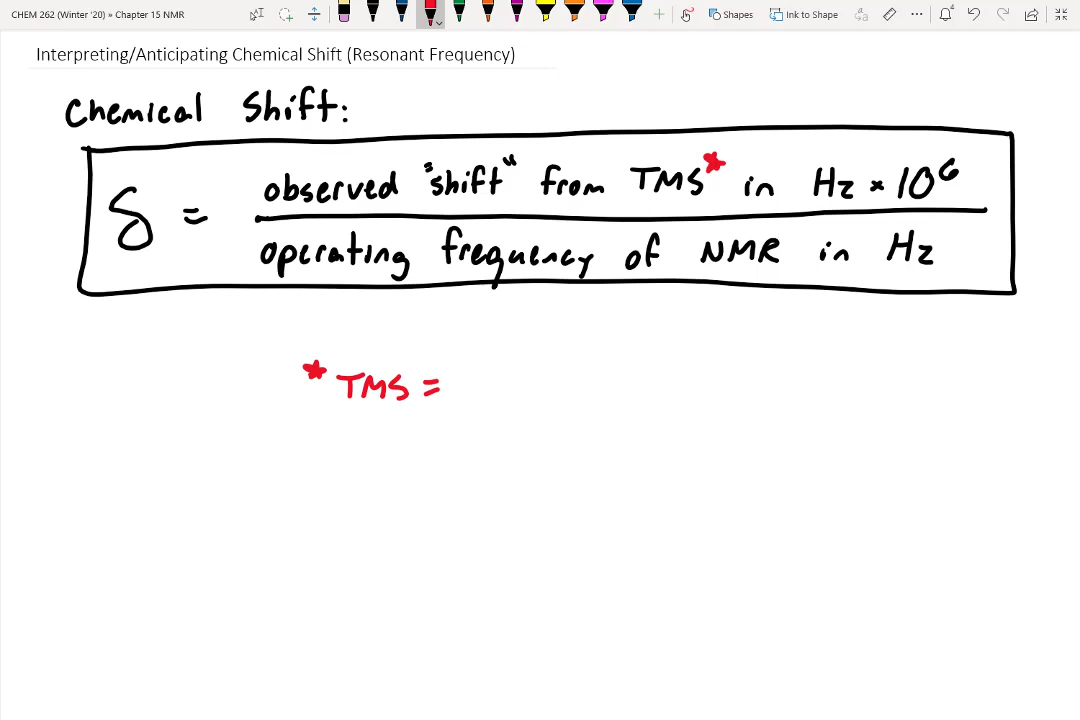 CHEM 262 (Winter '20) » Chapter 15 NMR
Shapes
Ink to Shape
Interpreting/Anticipating Chemical Shift (Resonant Frequency)
Chemical Shift:
δ = observed "shift" from TMS* in Hz × 10⁶
operating frequency of NMR in Hz
* TMS =